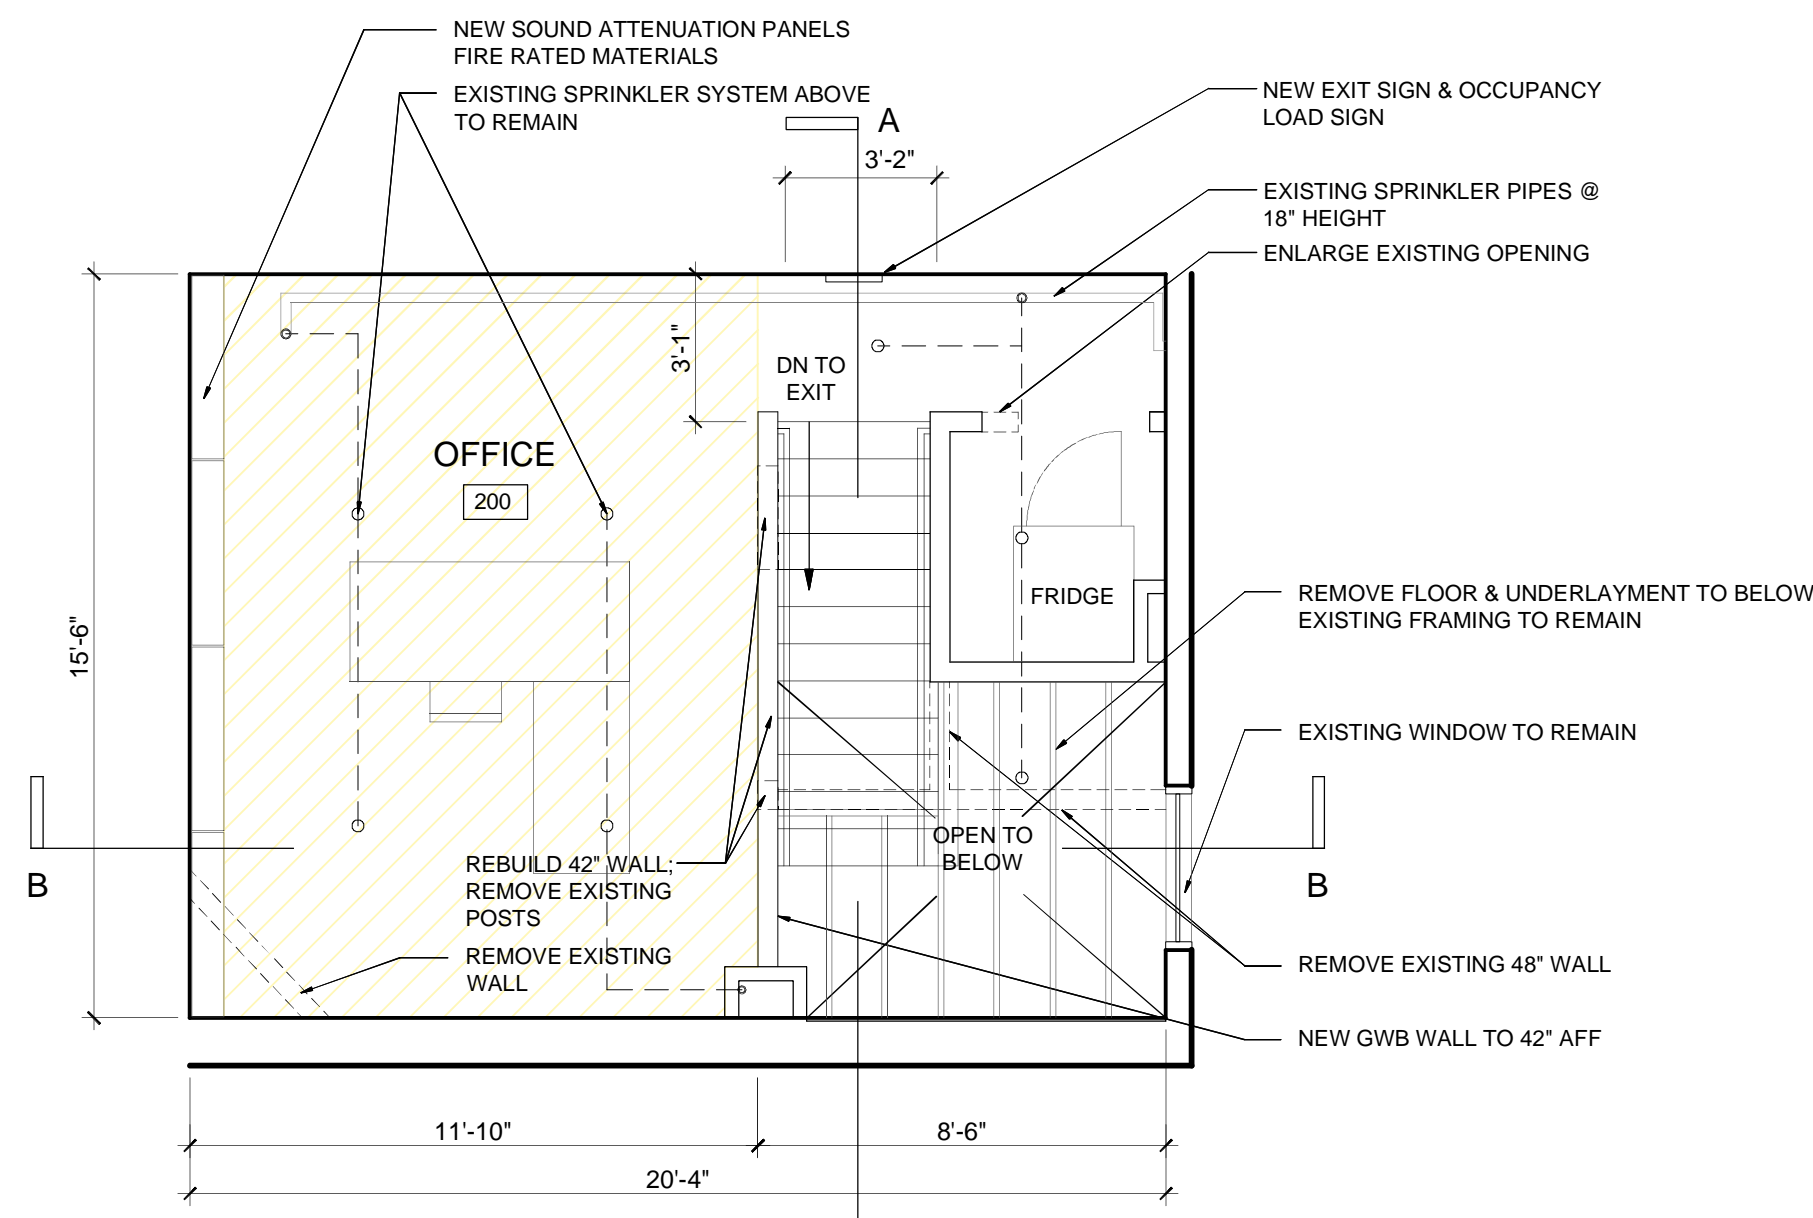 NEW SOUND ATTENUATION PANELS
FIRE RATED MATERIALS
EXISTING SPRINKLER SYSTEM ABOVE
TO REMAIN
A
3'-2"
NEW EXIT SIGN & OCCUPANCY
LOAD SIGN
EXISTING SPRINKLER PIPES @
18" HEIGHT
ENLARGE EXISTING OPENING
3'-1"
DN TO
EXIT
OFFICE
200
15'-6"
FRIDGE
REMOVE FLOOR & UNDERLAYMENT TO BELOW
EXISTING FRAMING TO REMAIN
EXISTING WINDOW TO REMAIN
OPEN TO
BELOW
REBUILD 42" WALL;
REMOVE EXISTING
POSTS
B
B
REMOVE EXISTING
WALL
REMOVE EXISTING 48" WALL
NEW GWB WALL TO 42" AFF
11'-10"
8'-6"
20'-4"